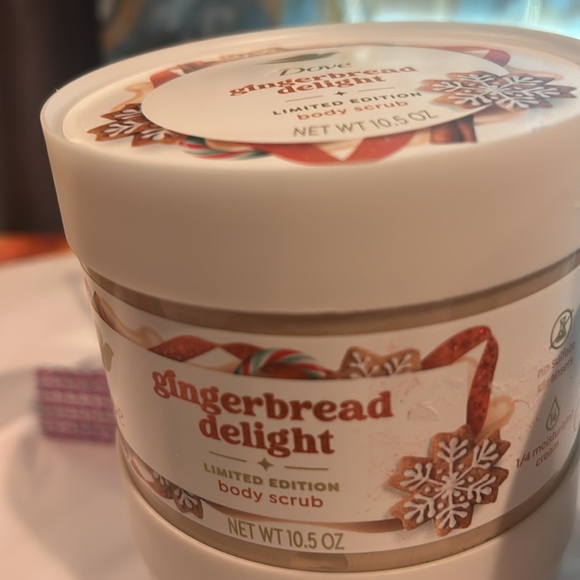 Dove
gingerbread
delight
LIMITED EDITION
body scrub
NET WT 10.5 OZ
gingerbread
delight
LIMITED EDITION
body scrub
NET WT 10.5 OZ
no sulfate
cleansers
1/4 moisturizing
cream